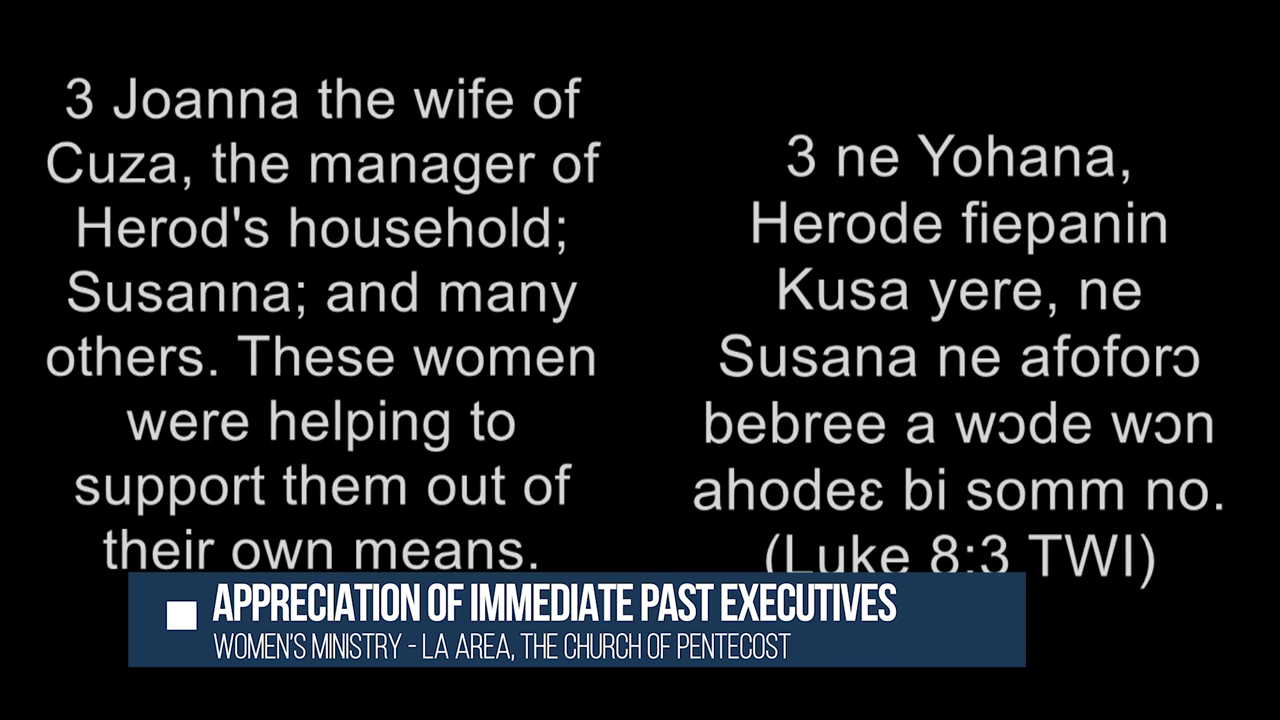 3 Joanna the wife of
Cuza, the manager of
Herod's household;
Susanna; and many
others. These women
were helping to
support them out of
their own means.
3 ne Yohana,
Herode fiepanin
Kusa yere, ne
Susana ne afoforɔ
bebree a wɔde wɔn
ahodeɛ bi somm no.
(Luke 8:3 TWI)
APPRECIATION OF IMMEDIATE PAST EXECUTIVES
WOMEN'S MINISTRY - LA AREA, THE CHURCH OF PENTECOST